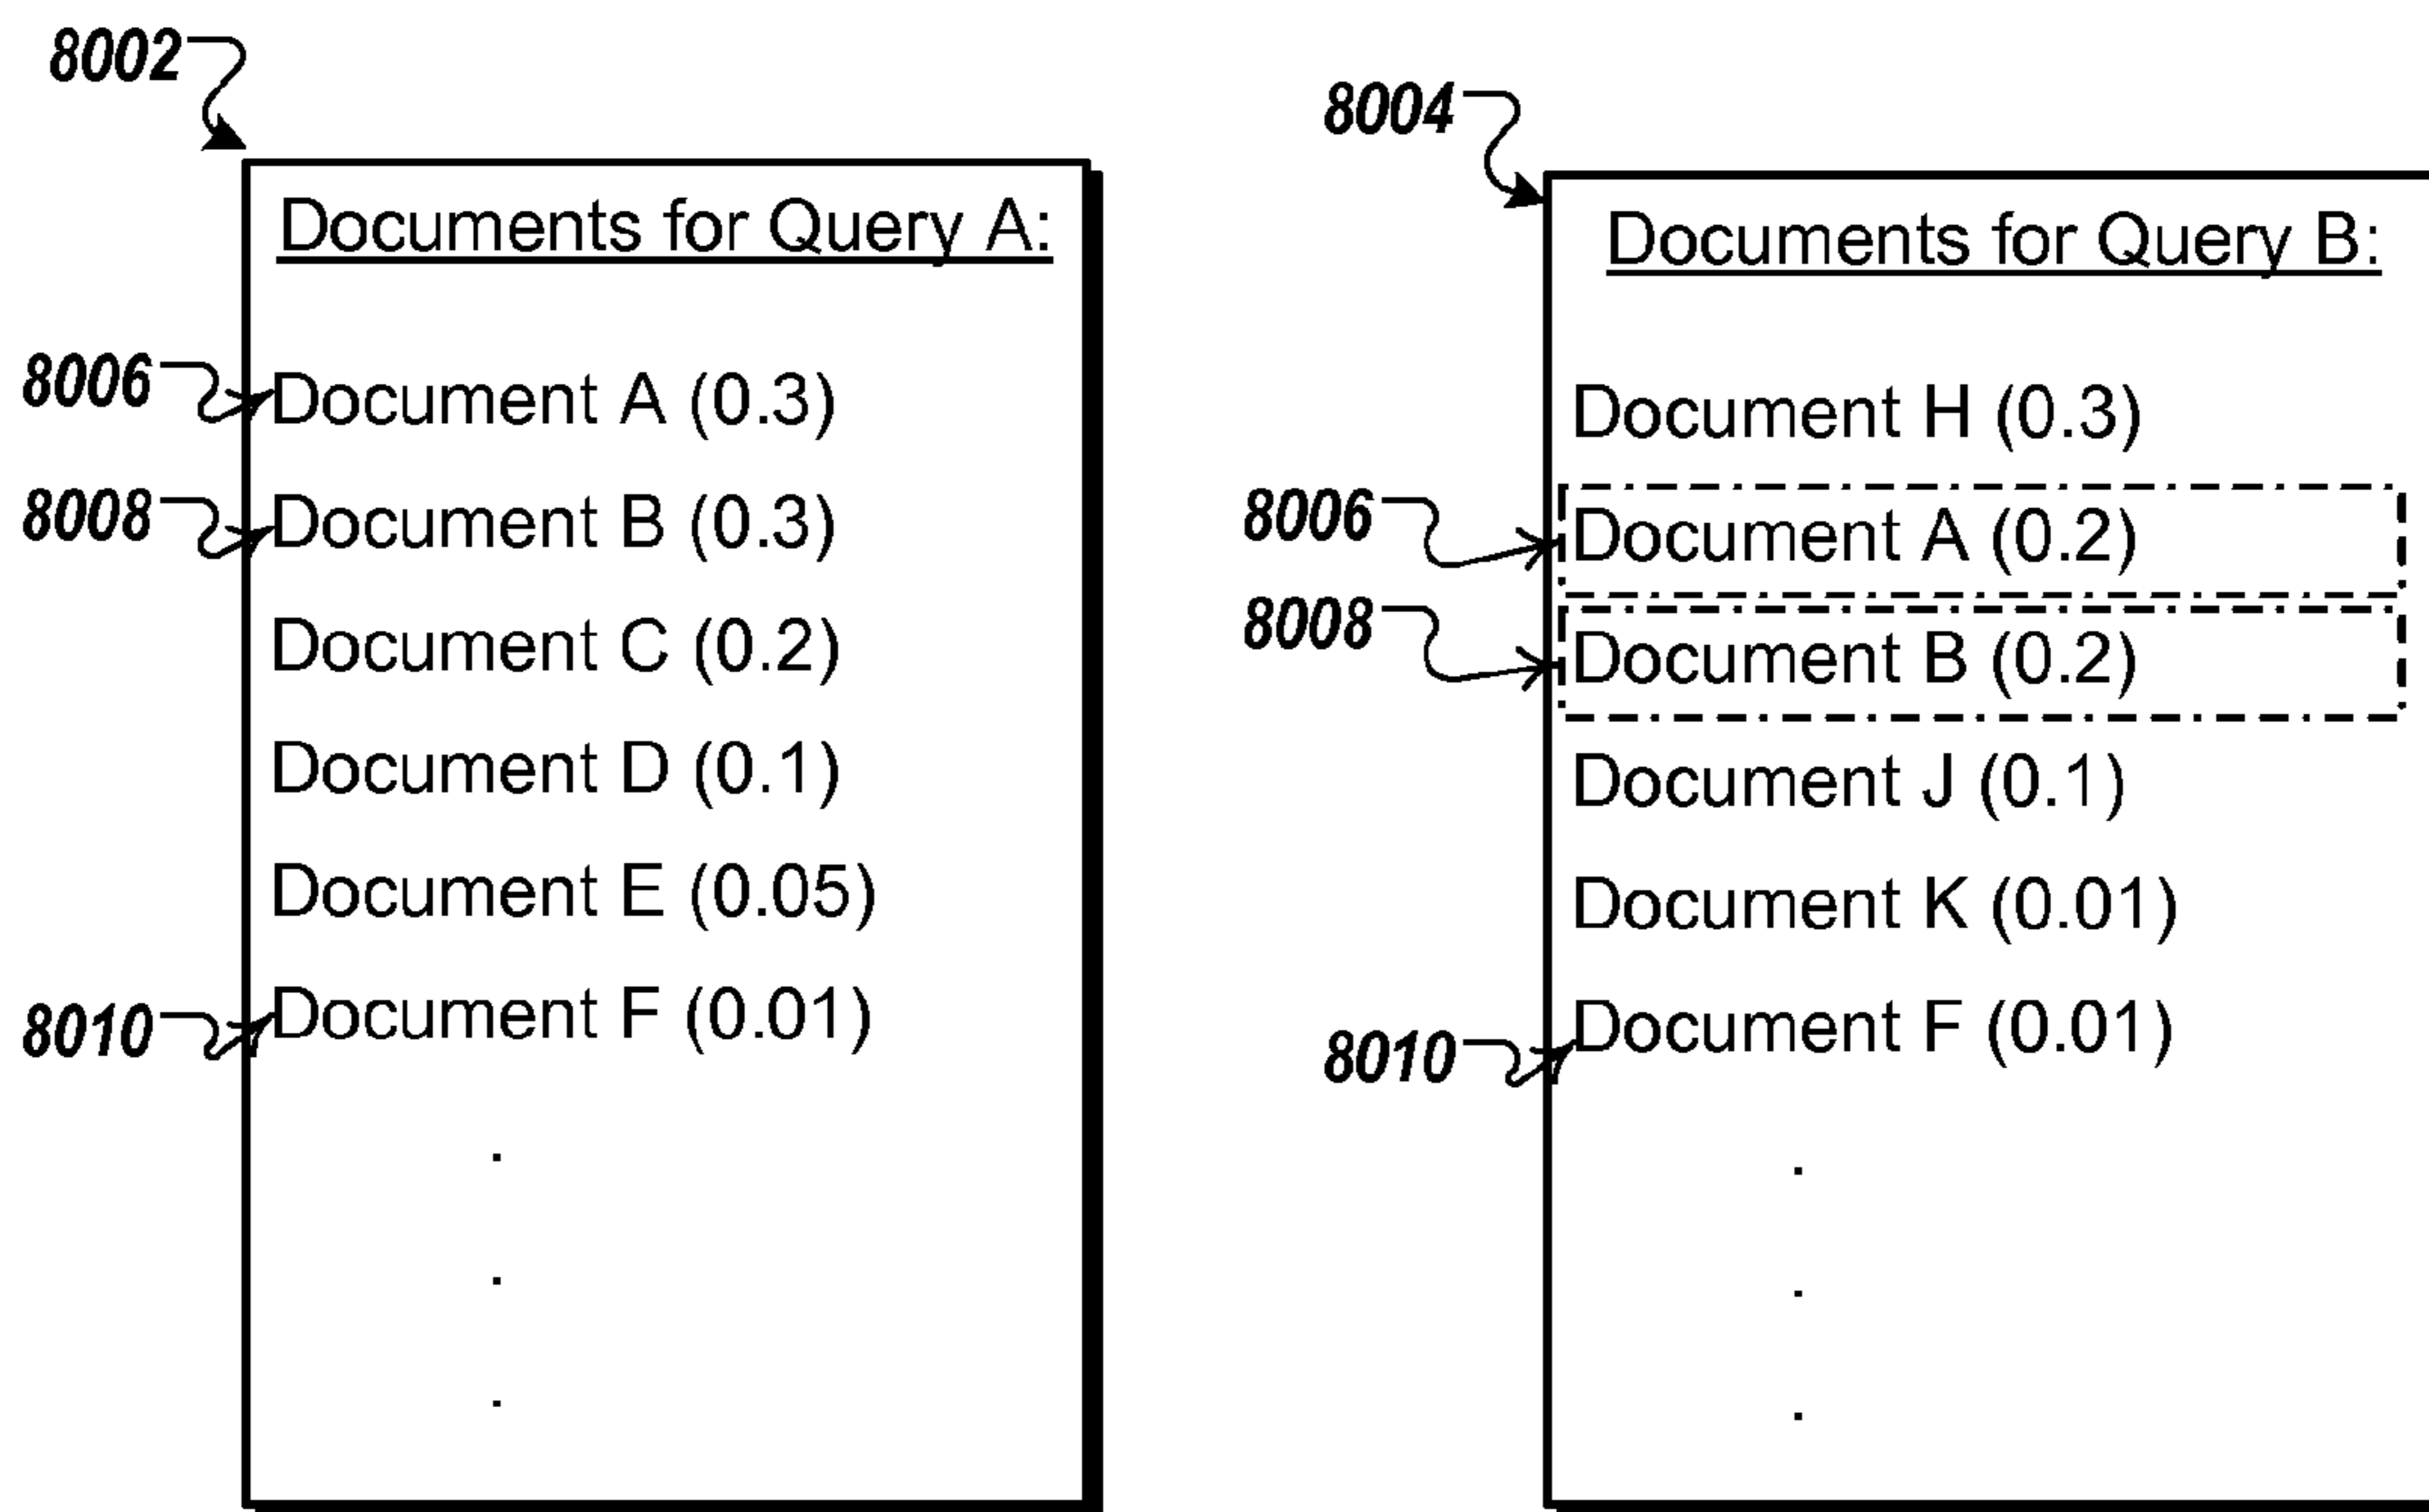 8002
Documents for Query A:
8006
Document A (0.3)
8008
Document B (0.3)
Document C (0.2)
Document D (0.1)
Document E (0.05)
8010
Document F (0.01)
.
.
.
8004
Documents for Query B:
Document H (0.3)
8006
Document A (0.2)
8008
Document B (0.2)
Document J (0.1)
Document K (0.01)
8010
Document F (0.01)
.
.
.